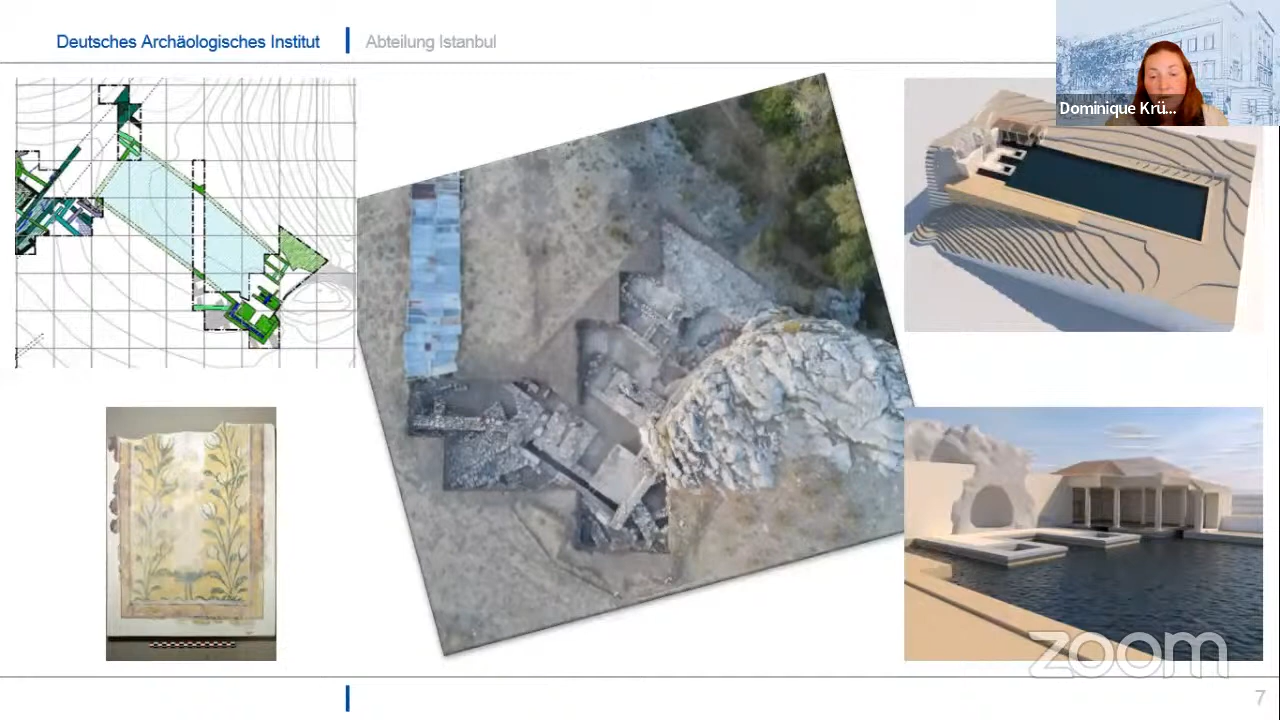 Deutsches Archäologisches Institut
Abteilung Istanbul
Dominique Krü...
zoom
7